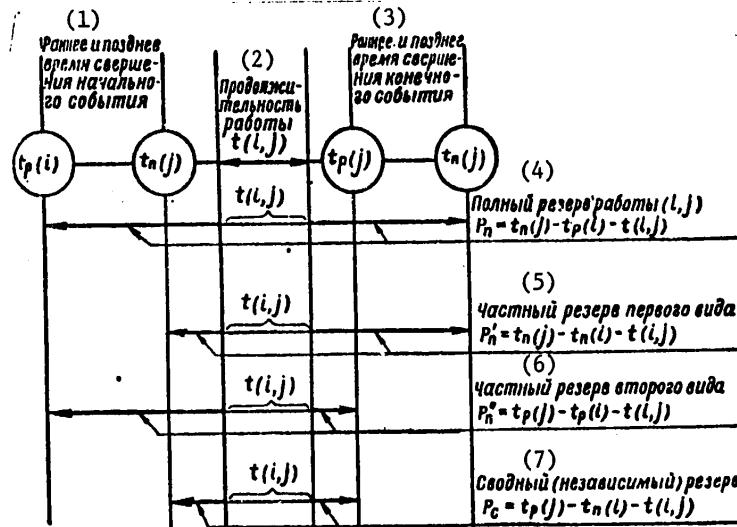 (1)
Раннее и позднее
время сверше-
ния начально-
го события
(2)
Продолжи-
тельность
работы
t(i,j)
(3)
Раннее и позднее
время сверше-
ния конечно-
го события
tр(i)
tп(j)
tр(j)
tп(j)
(4)
t(i,j)
Полный резерв работы (i,j)
Pп = tп(j) - tр(i) - t(i,j)
(5)
t(i,j)
Частный резерв первого вида
P'п = tп(j) - tп(i) - t(i,j)
(6)
t(i,j)
Частный резерв второго вида
P"п = tр(j) - tр(i) - t(i,j)
(7)
t(i,j)
Сводный (независимый) резерв
Pс = tр(j) - tп(i) - t(i,j)